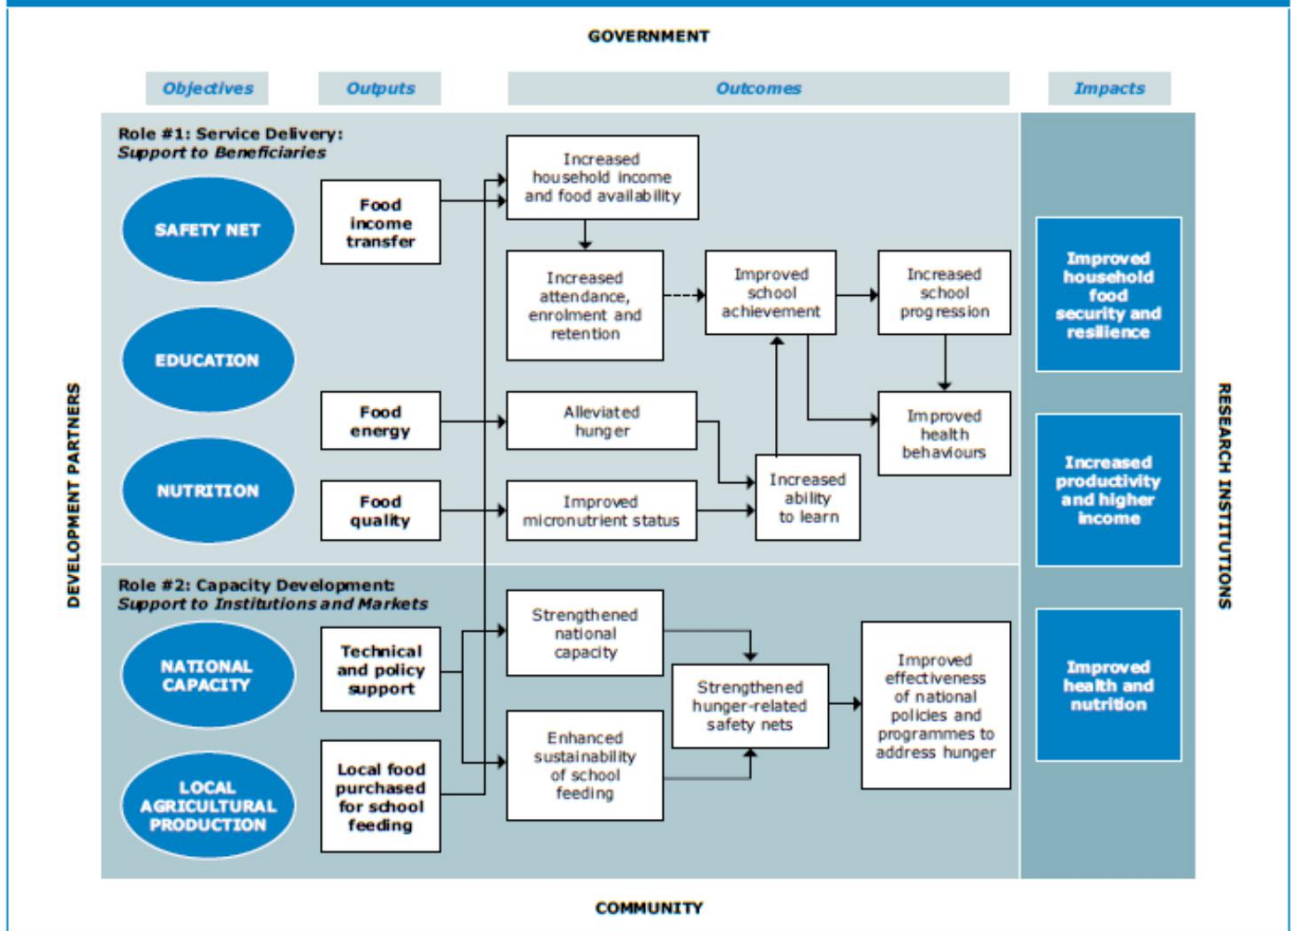 GOVERNMENT
Objectives
Outputs
Outcomes
Impacts
Role #1: Service Delivery:
Support to Beneficiaries
SAFETY NET
EDUCATION
NUTRITION
Food
income
transfer
Food
energy
Food
quality
Increased
household income
and food availability
Increased
attendance,
enrolment and
retention
Improved
school
achievement
Increased
school
progression
Alleviated
hunger
Improved
health
behaviours
Improved
micronutrient status
Increased
ability
to learn
Role #2: Capacity Development:
Support to Institutions and Markets
NATIONAL
CAPACITY
LOCAL
AGRICULTURAL
PRODUCTION
Technical
and policy
support
Local food
purchased
for school
feeding
Strengthened
national
capacity
Enhanced
sustainability
of school
feeding
Strengthened
hunger-related
safety nets
Improved
effectiveness
of national
policies and
programmes to
address hunger
Improved
household
food
security and
resilience
Increased
productivity
and higher
income
Improved
health and
nutrition
DEVELOPMENT PARTNERS
RESEARCH INSTITUTIONS
COMMUNITY